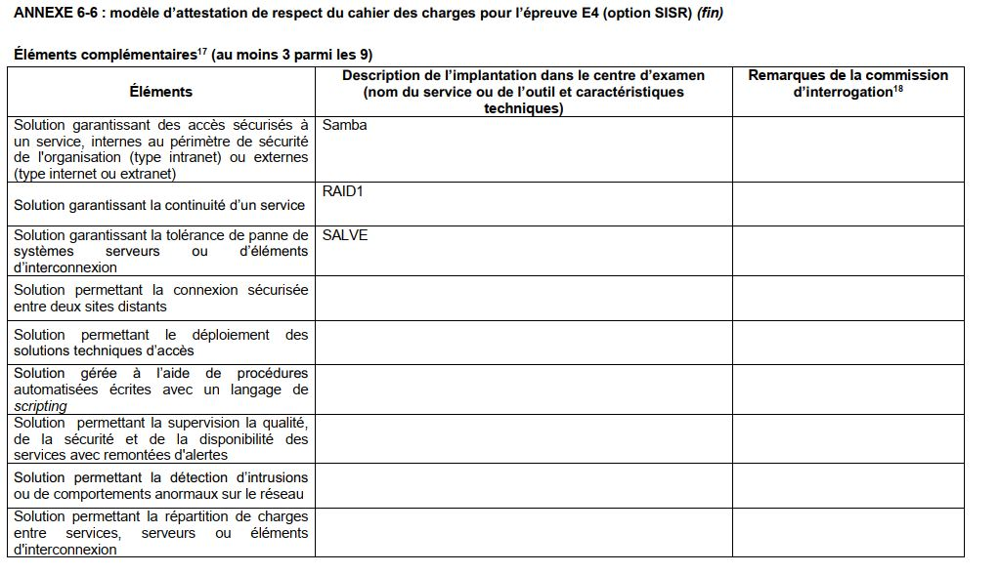 ANNEXE 6-6 : modèle d’attestation de respect du cahier des charges pour l’épreuve E4 (option SISR) (fin)
Éléments complémentaires17 (au moins 3 parmi les 9)
Éléments
Description de l’implantation dans le centre d’examen
(nom du service ou de l’outil et caractéristiques
techniques)
Remarques de la commission
d’interrogation18
Solution garantissant des accès sécurisés à
un service, internes au périmètre de sécurité
de l'organisation (type intranet) ou externes
(type internet ou extranet)
Samba
Solution garantissant la continuité d’un service
RAID1
Solution garantissant la tolérance de panne de
systèmes serveurs ou d’éléments
d’interconnexion
SALVE
Solution permettant la connexion sécurisée
entre deux sites distants
Solution permettant le déploiement des
solutions techniques d’accès
Solution gérée à l’aide de procédures
automatisées écrites avec un langage de
scripting
Solution permettant la supervision la qualité,
de la sécurité et de la disponibilité des
services avec remontées d'alertes
Solution permettant la détection d’intrusions
ou de comportements anormaux sur le réseau
Solution permettant la répartition de charges
entre services, serveurs ou éléments
d'interconnexion